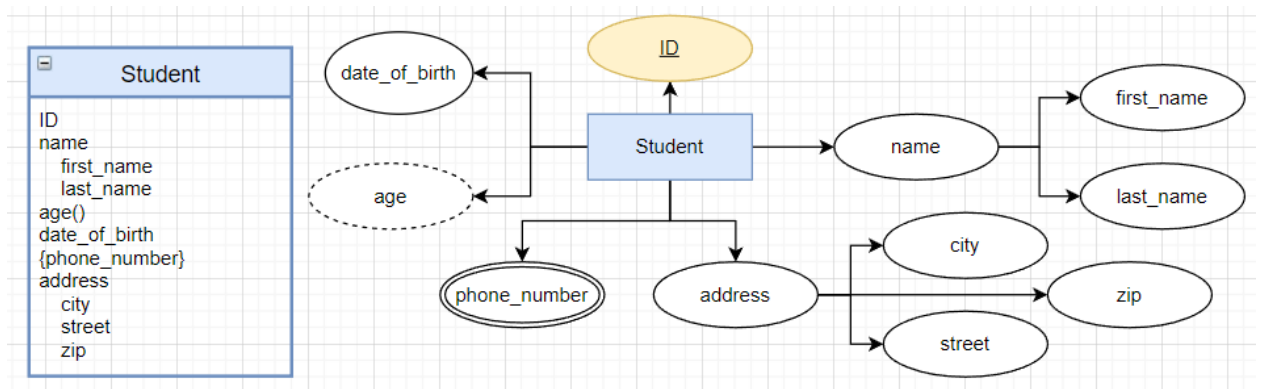 Student
ID
name
first_name
last_name
age()
date_of_birth
{phone_number}
address
city
street
zip
ID
date_of_birth
Student
name
first_name
last_name
age
phone_number
address
city
zip
street